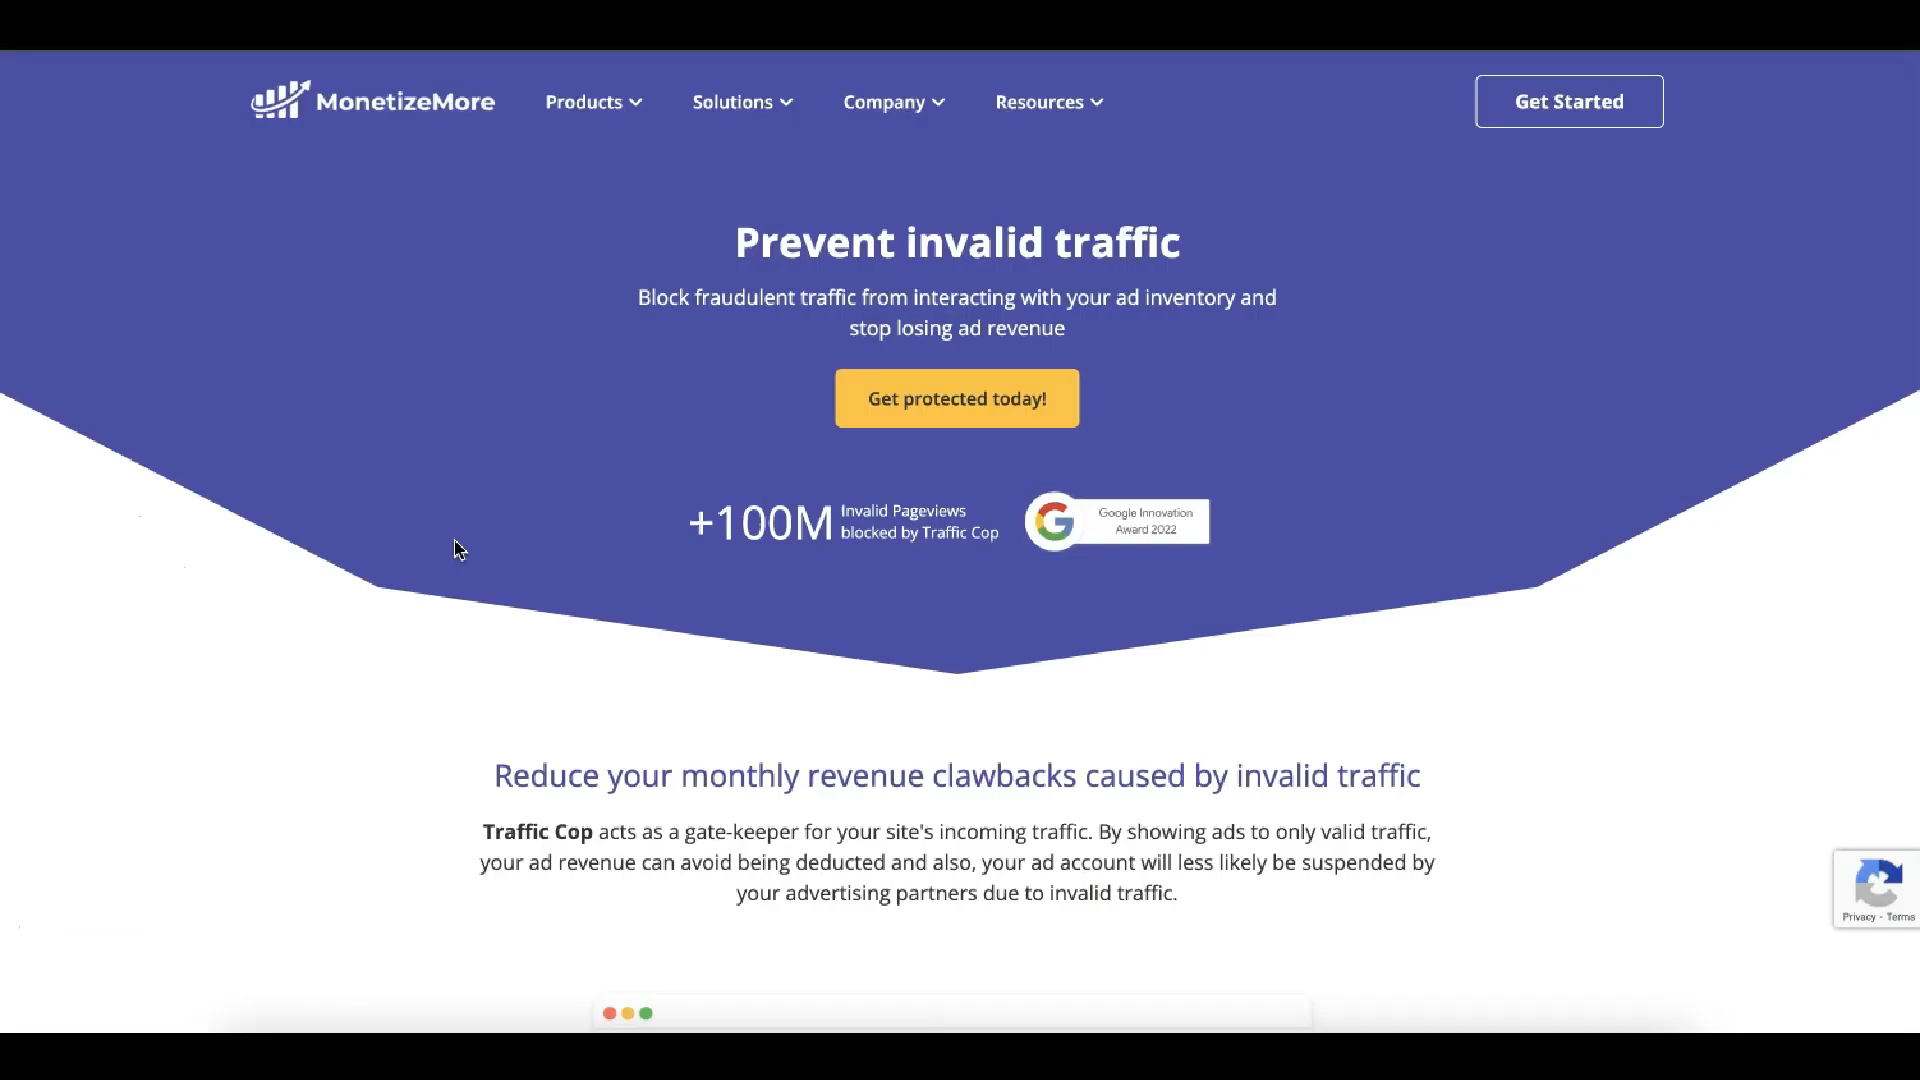 MonetizeMore Products Solutions Company Resources Get Started
Prevent invalid traffic
Block fraudulent traffic from interacting with your ad inventory and
stop losing ad revenue
Get protected today!
+100M
Invalid Pageviews
blocked by Traffic Cop
Google Innovation
Award 2022
Reduce your monthly revenue clawbacks caused by invalid traffic
Traffic Cop acts as a gate-keeper for your site's incoming traffic. By showing ads to only valid traffic,
your ad revenue can avoid being deducted and also, your ad account will less likely be suspended by
your advertising partners due to invalid traffic.
Privacy - Terms